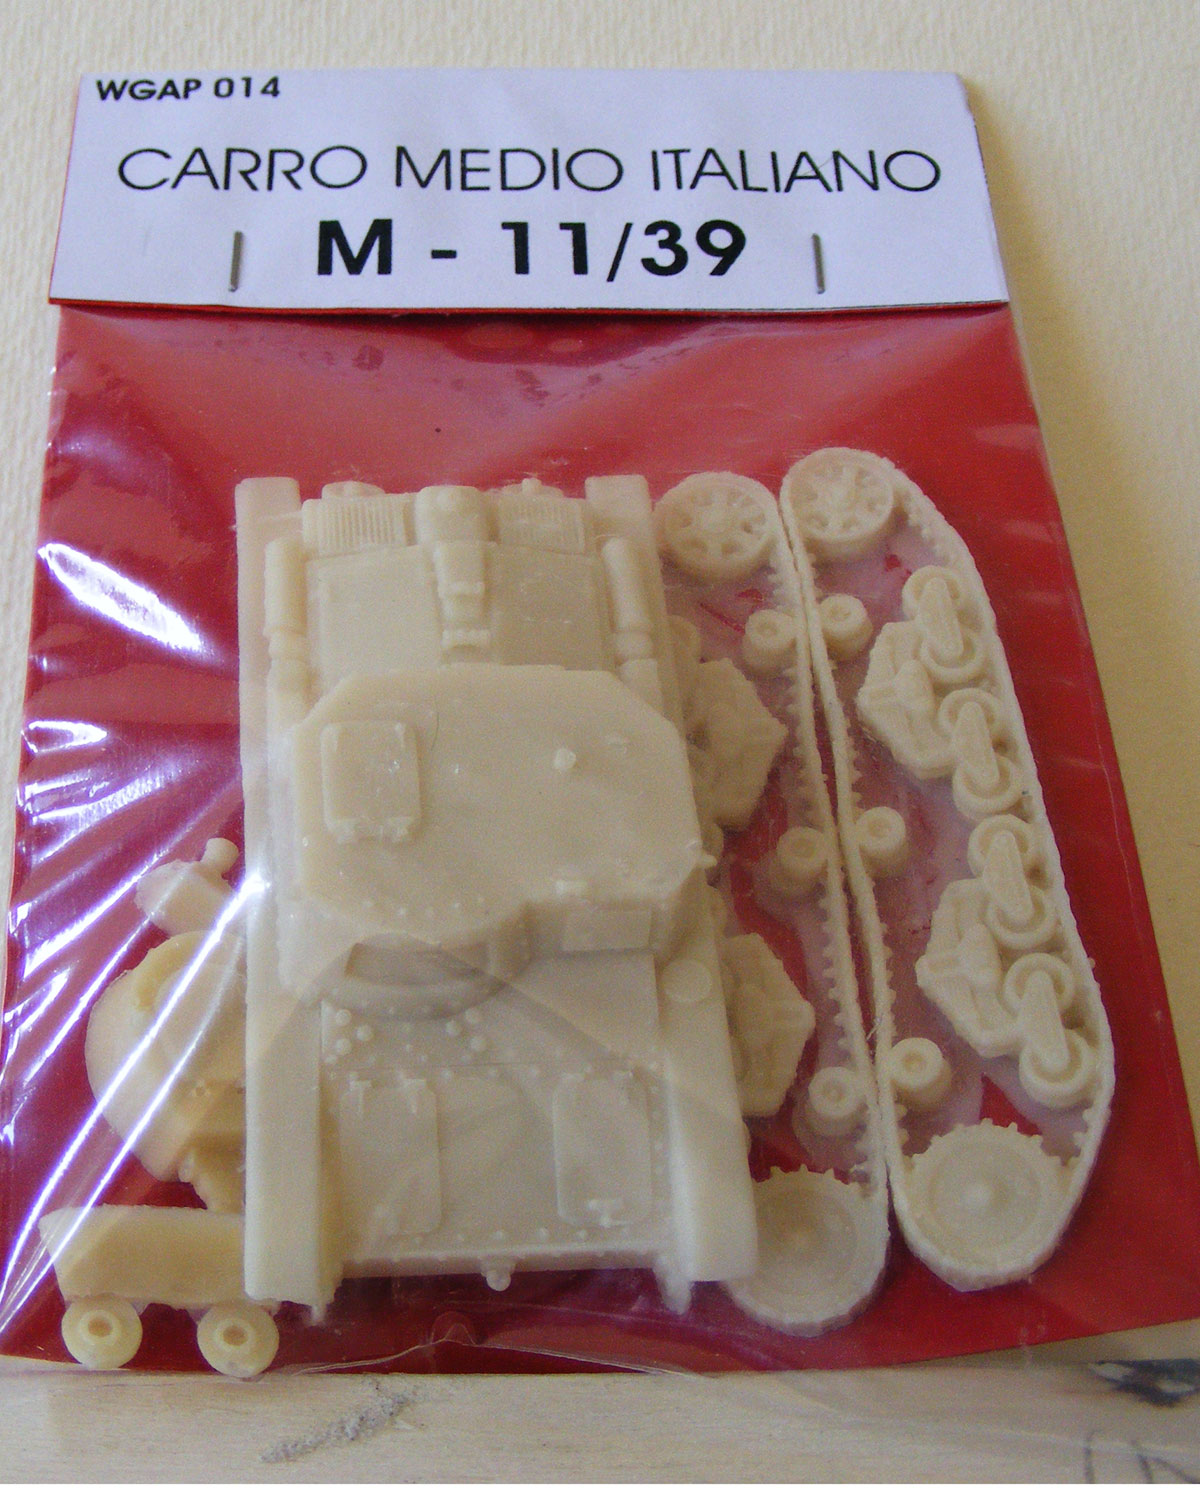 WGAP 014
CARRO MEDIO ITALIANO
M - 11/39